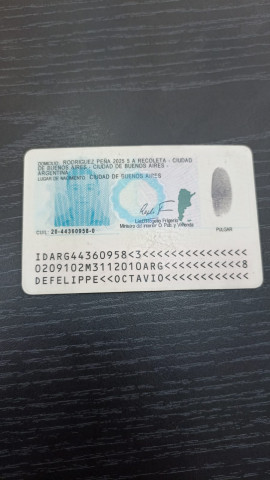 DOMICILIO: RODRIGUEZ PEÑA 2025 5 A RECOLETA - CIUDAD
DE BUENOS AIRES - CIUDAD DE BUENOS AIRES -
ARGENTINA
LUGAR DE NACIMIENTO: CIUDAD DE BUENOS AIRES
Ministro del Interior O. Púb. y Vivienda
CUIL: 20-44360958-0
PULGAR
IDARG44360958<3<<<<<<<<<<<<<<<
0209102M3112010ARG<<<<<<<<<<<8
DEFELIPPE<<OCTAVIO<<<<<<<<<<<<